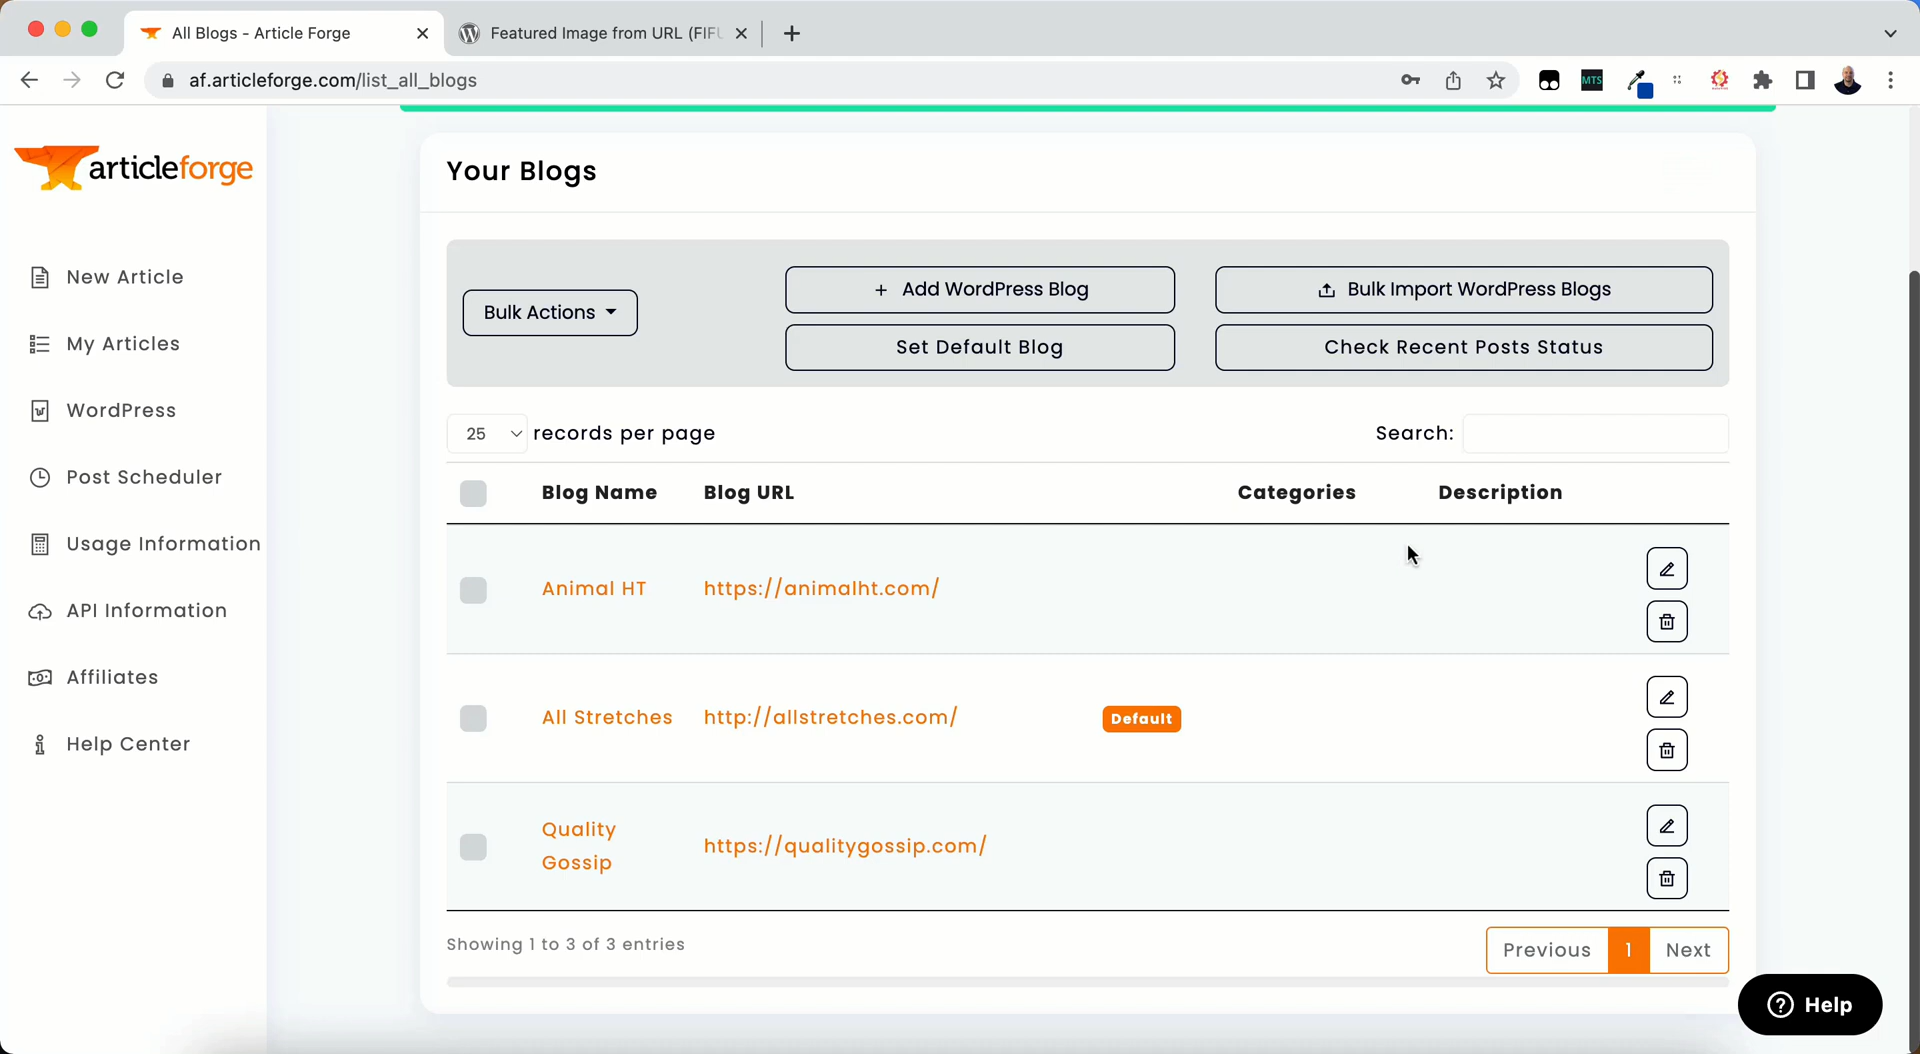 All Blogs - Article Forge
Featured Image from URL (FIFU
af.articleforge.com/list_all_blogs
MTS
articleforge
New Article
My Articles
WordPress
Post Scheduler
Usage Information
API Information
Affiliates
Help Center
Your Blogs
Bulk Actions
+ Add WordPress Blog
Bulk Import WordPress Blogs
Set Default Blog
Check Recent Posts Status
25 records per page
Search:
Blog Name Blog URL Categories Description
Animal HT https://animalht.com/
All Stretches http://allstretches.com/ Default
Quality
Gossip
https://qualitygossip.com/
Showing 1 to 3 of 3 entries
Previous 1 Next
Help